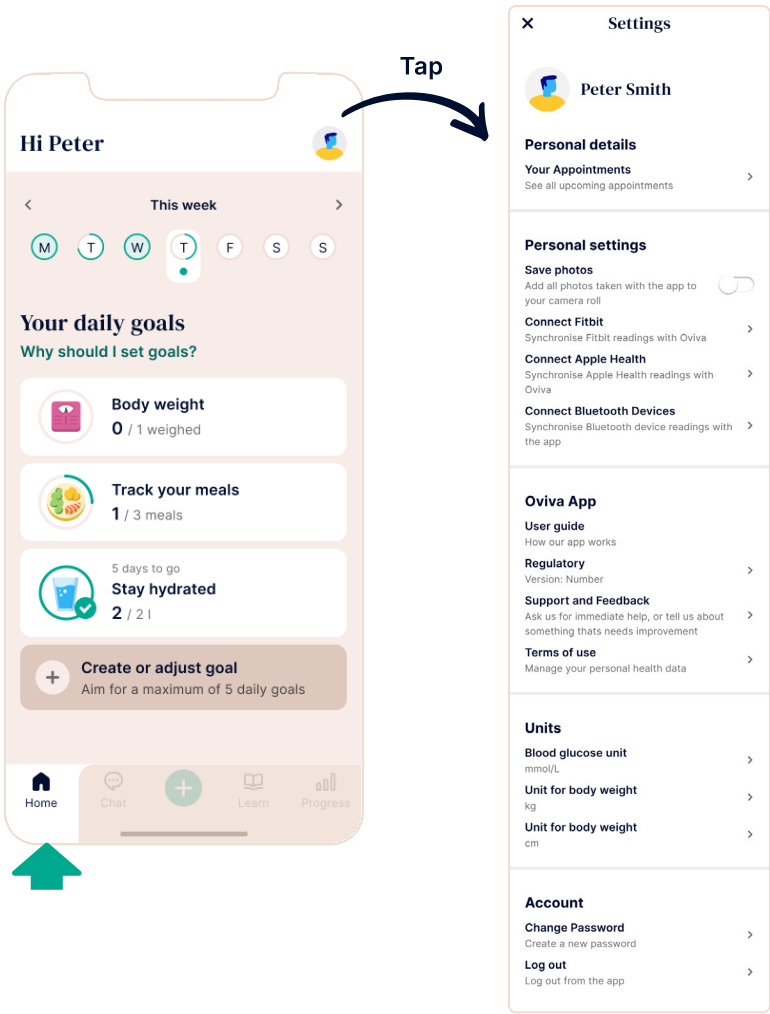 Tap
Hi Peter
This week
M T W T F S S
Your daily goals
Why should I set goals?
Body weight
0 / 1 weighed
Track your meals
1 / 3 meals
5 days to go
Stay hydrated
2 / 2 l
Create or adjust goal
Aim for a maximum of 5 daily goals
Home Chat Learn Progress
Settings
Peter Smith
Personal details
Your Appointments
See all upcoming appointments
Personal settings
Save photos
Add all photos taken with the app to
your camera roll
Connect Fitbit
Synchronise Fitbit readings with Oviva
Connect Apple Health
Synchronise Apple Health readings with
Oviva
Connect Bluetooth Devices
Synchronise Bluetooth device readings with
the app
Oviva App
User guide
How our app works
Regulatory
Version: Number
Support and Feedback
Ask us for immediate help, or tell us about
something thats needs improvement
Terms of use
Manage your personal health data
Units
Blood glucose unit
mmol/L
Unit for body weight
kg
Unit for body weight
cm
Account
Change Password
Create a new password
Log out
Log out from the app